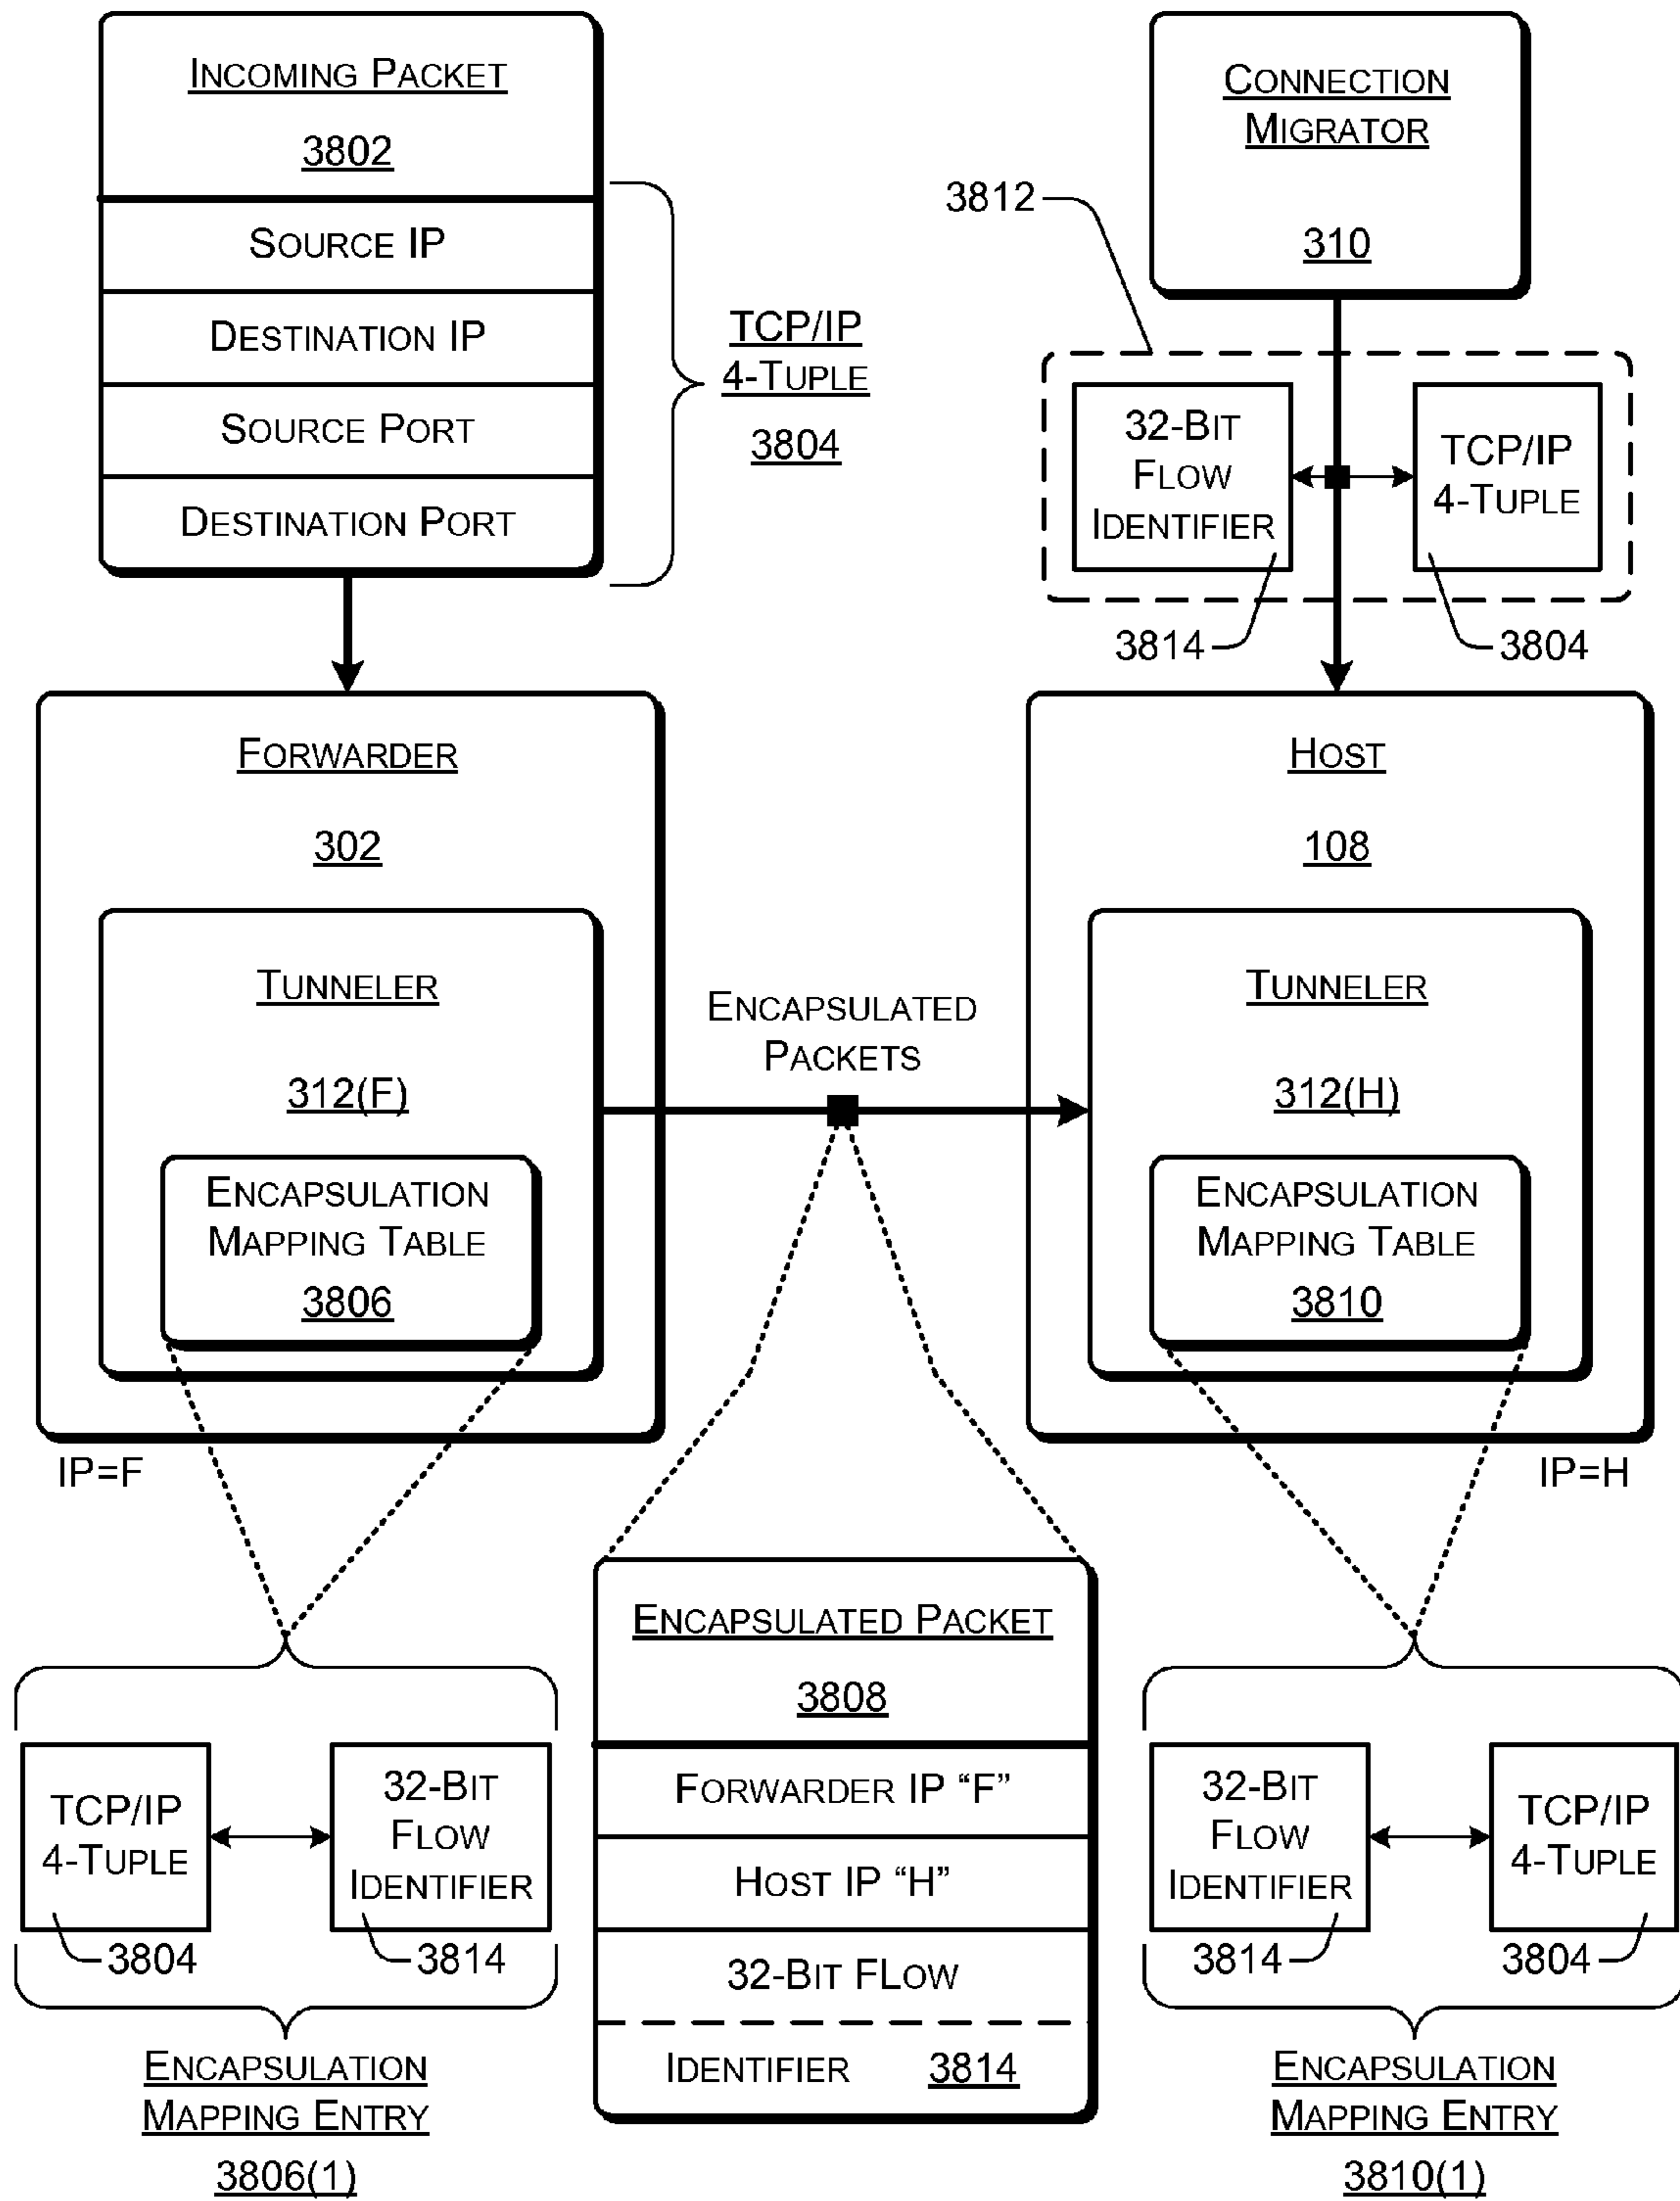 INCOMING PACKET
3802
SOURCE IP
DESTINATION IP
SOURCE PORT
DESTINATION PORT
TCP/IP
4-TUPLE
3804
CONNECTION
MIGRATOR
310
3812
32-BIT
FLOW
IDENTIFIER
TCP/IP
4-TUPLE
3814
3804
FORWARDER
302
TUNNELER
312(F)
ENCAPSULATION
MAPPING TABLE
3806
IP=F
ENCAPSULATED
PACKETS
HOST
108
TUNNELER
312(H)
ENCAPSULATION
MAPPING TABLE
3810
IP=H
TCP/IP
4-TUPLE
32-BIT
FLOW
IDENTIFIER
3804
3814
ENCAPSULATION
MAPPING ENTRY
3806(1)
ENCAPSULATED PACKET
3808
FORWARDER IP “F”
HOST IP “H”
32-BIT FLOW
IDENTIFIER 3814
32-BIT
FLOW
IDENTIFIER
TCP/IP
4-TUPLE
3814
3804
ENCAPSULATION
MAPPING ENTRY
3810(1)